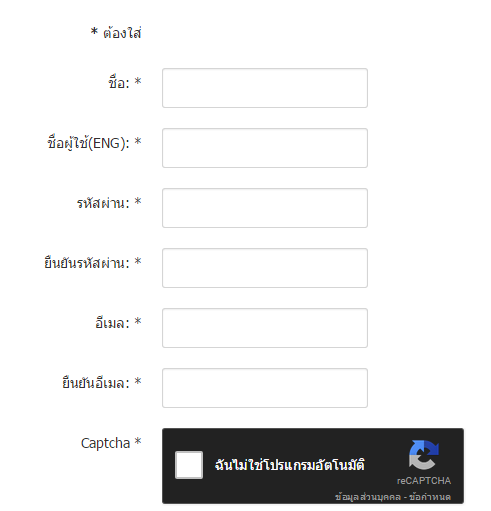 * ต้องใส่
ชื่อ: *
ชื่อผู้ใช้(ENG): *
รหัสผ่าน: *
ยืนยันรหัสผ่าน: *
อีเมล: *
ยืนยันอีเมล: *
Captcha *
ฉันไม่ใช่โปรแกรมอัตโนมัติ
reCAPTCHA
ข้อมูลส่วนบุคคล - ข้อกำหนด